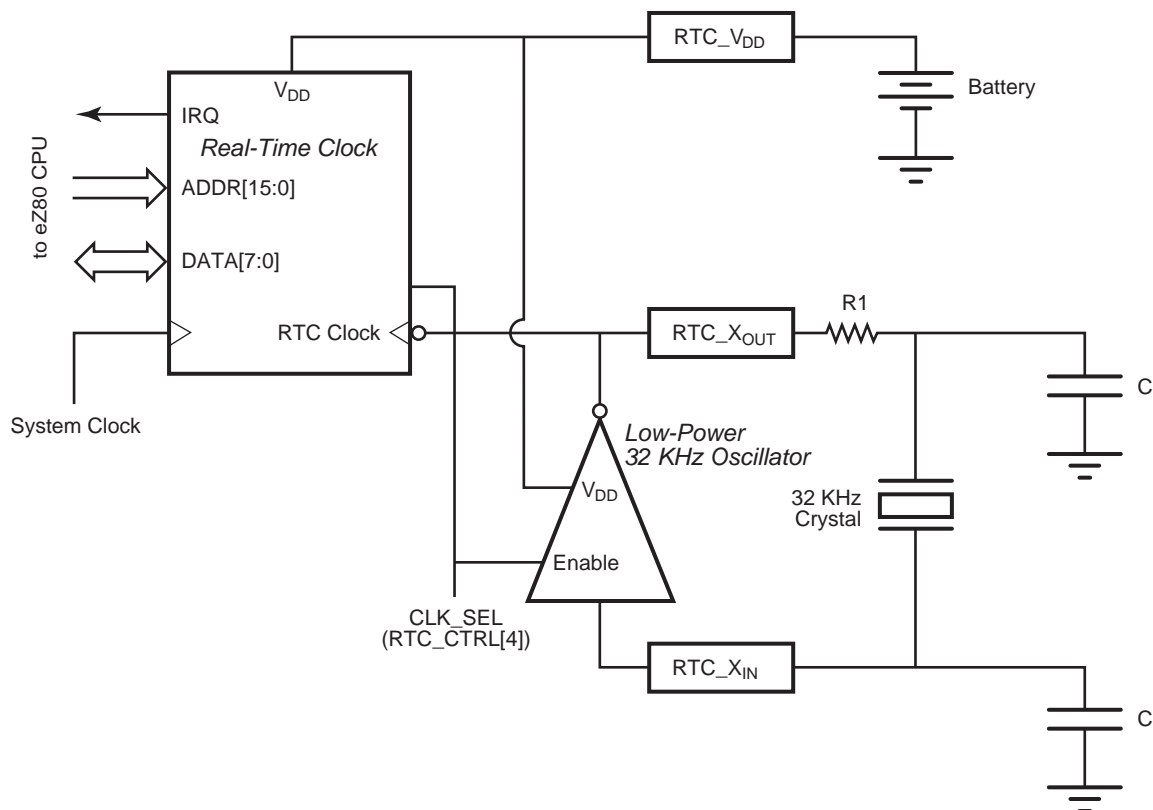 RTC_VDD
Battery
VDD
IRQ
Real-Time Clock
to eZ80 CPU
ADDR[15:0]
DATA[7:0]
RTC Clock
System Clock
R1
RTC_XOUT
C
Low-Power
32 KHz Oscillator
VDD
32 KHz
Crystal
Enable
CLK_SEL
(RTC_CTRL[4])
RTC_XIN
C